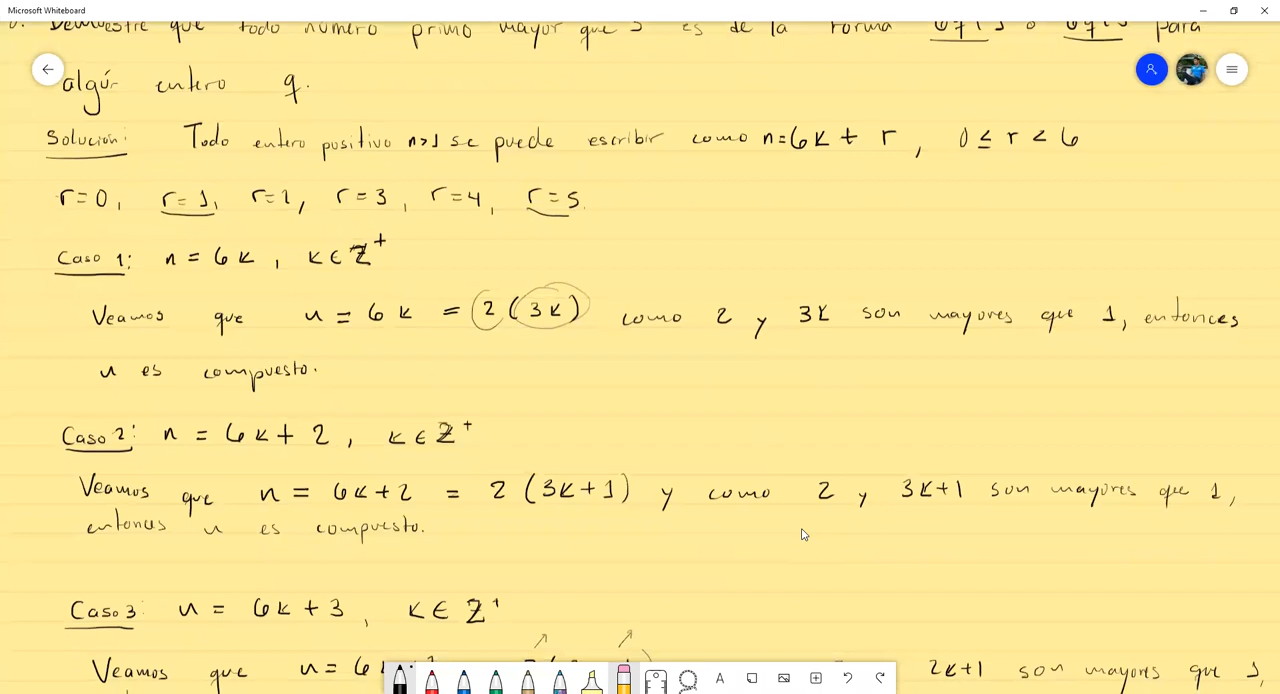 Microsoft Whiteboard
Demuestre que todo número primo mayor que 3 es de la forma para
algún entero q.
Solución: Todo entero positivo n>1 se puede escribir como n=6k + r, 0 ≤ r < 6
r=0, r=1, r=2, r=3, r=4, r=5.
Caso 1: n = 6k, k ∈ Z⁺
Veamos que n = 6k = 2(3k) como 2 y 3k son mayores que 1, entonces
n es compuesto.
Caso 2: n = 6k+2, k ∈ Z⁺
Veamos que n = 6k+2 = 2(3k+1) y como 2 y 3k+1 son mayores que 1,
entonces n es compuesto.
Caso 3: n = 6k+3, k ∈ Z⁺
Veamos que n=6k 2k+1 son mayores que 1,